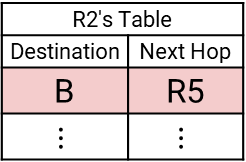 R2's Table
Destination Next Hop
B R5
⋮ ⋮